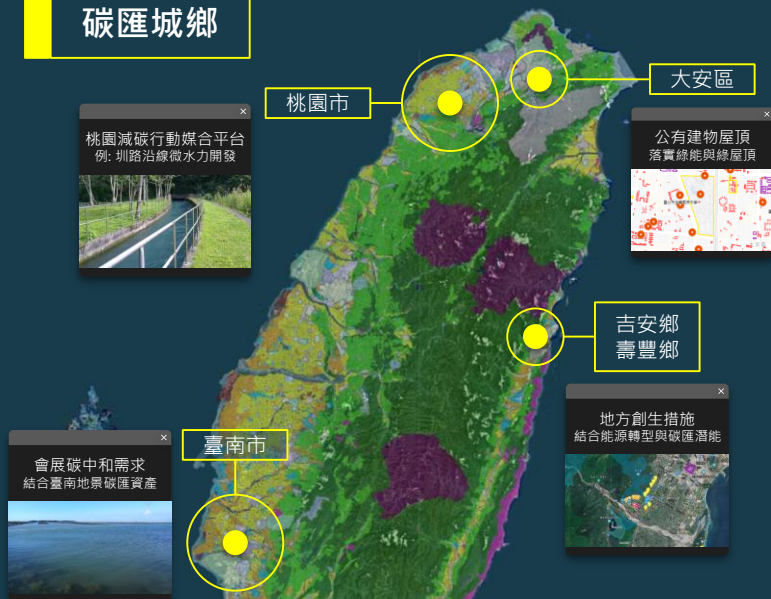 碳匯城鄉
桃園市
大安區
桃園減碳行動媒合平台
例: 圳路沿線微水力開發
公有建物屋頂
落實綠能與綠屋頂
吉安鄉
壽豐鄉
地方創生措施
結合能源轉型與碳匯潛能
臺南市
會展碳中和需求
結合臺南地景碳匯資產